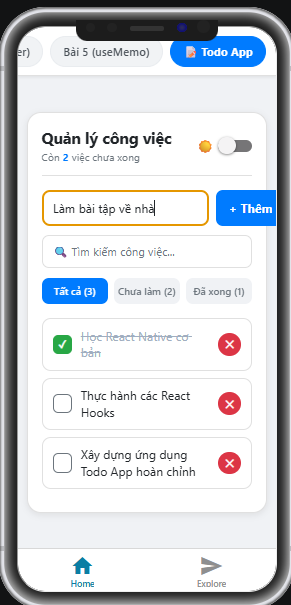 er)
Bài 5 (useMemo)
📝 Todo App
Quản lý công việc
Còn 2 việc chưa xong
Làm bài tập về nhà
+ Thêm
🔍 Tìm kiếm công việc...
Tất cả (3)
Chưa làm (2)
Đã xong (1)
Học React Native cơ
bản
Thực hành các React
Hooks
Xây dựng ứng dụng
Todo App hoàn chỉnh
Home
Explore